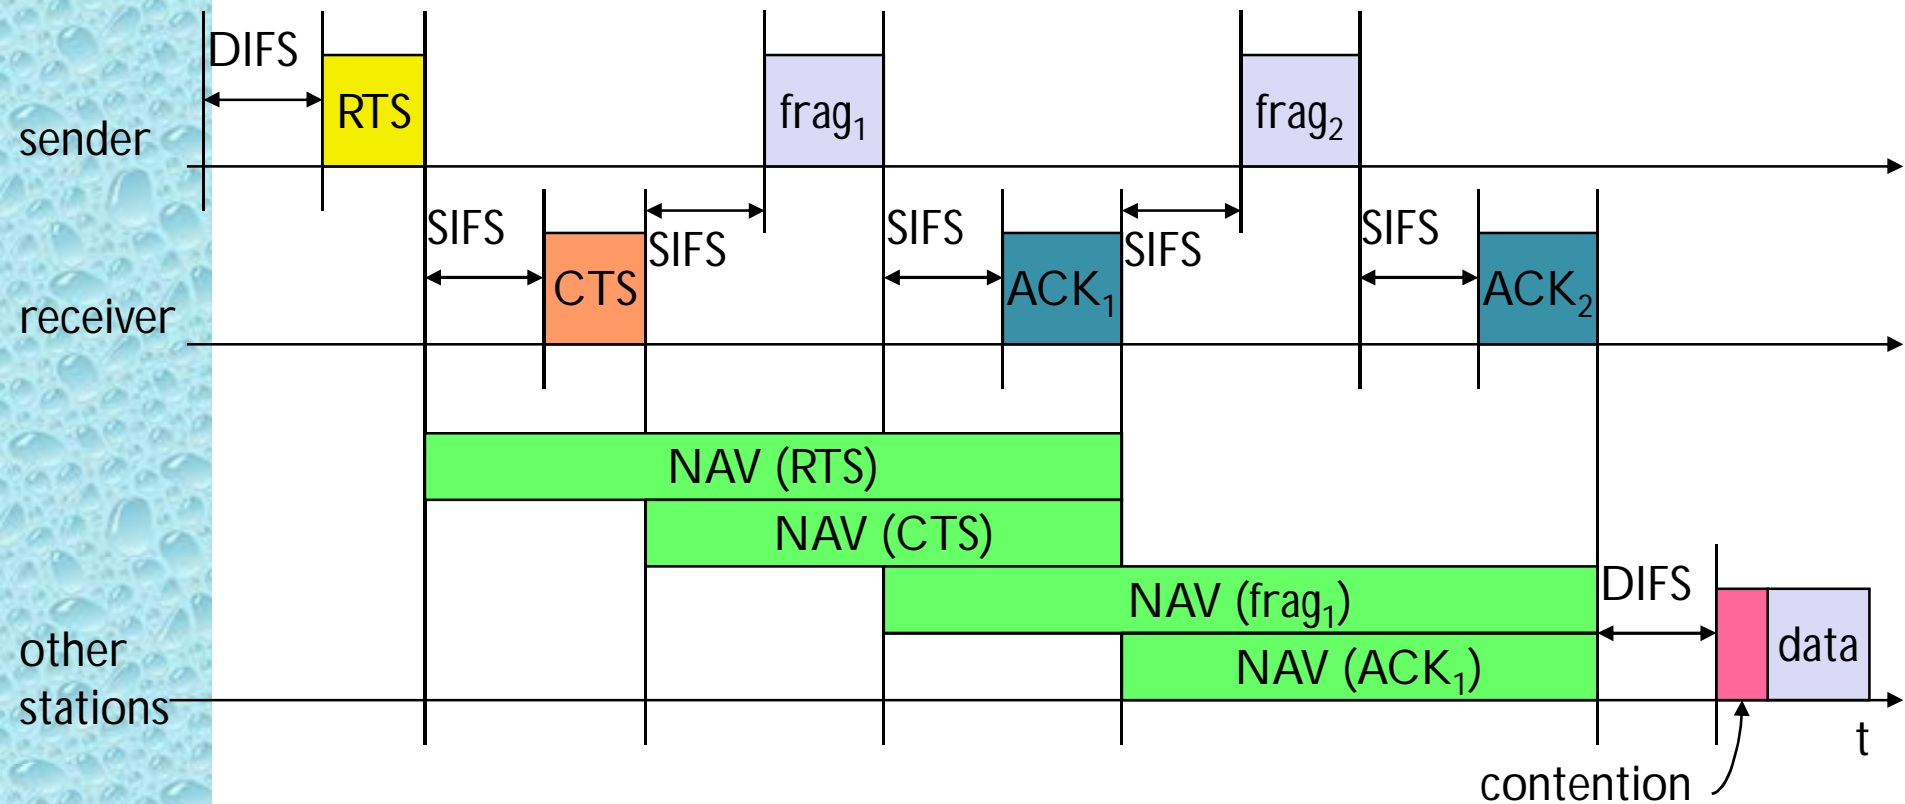 DIFS
RTS
frag₁
frag₂
sender
SIFS
CTS
SIFS
SIFS
ACK₁
SIFS
SIFS
ACK₂
receiver
NAV (RTS)
NAV (CTS)
NAV (frag₁)
DIFS
NAV (ACK₁)
data
other
stations
t
contention